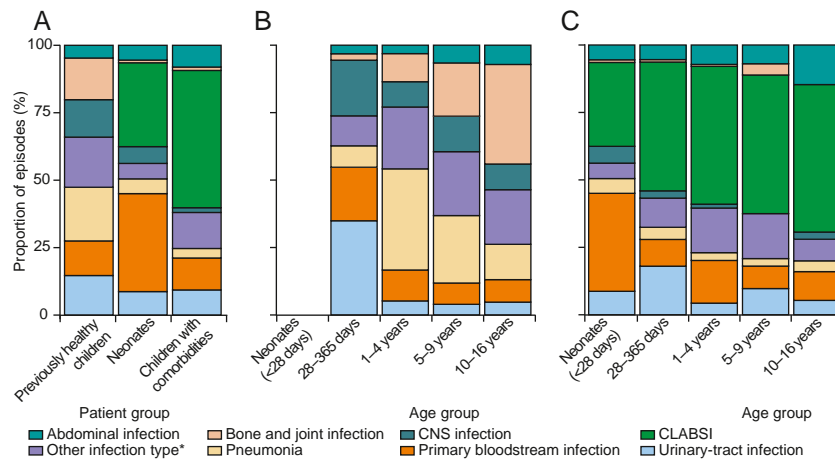 A
B
C
Proportion of episodes (%)
100
75
50
25
0
Previously healthy
children
Neonates
Children with
comorbidities
Neonates
(<28 days)
28–365 days
1–4 years
5–9 years
10–16 years
Neonates
(<28 days)
28–365 days
1–4 years
5–9 years
10–16 years
Patient group
Age group
Age group
Abdominal infection
Bone and joint infection
CNS infection
CLABSI
Other infection type*
Pneumonia
Primary bloodstream infection
Urinary-tract infection